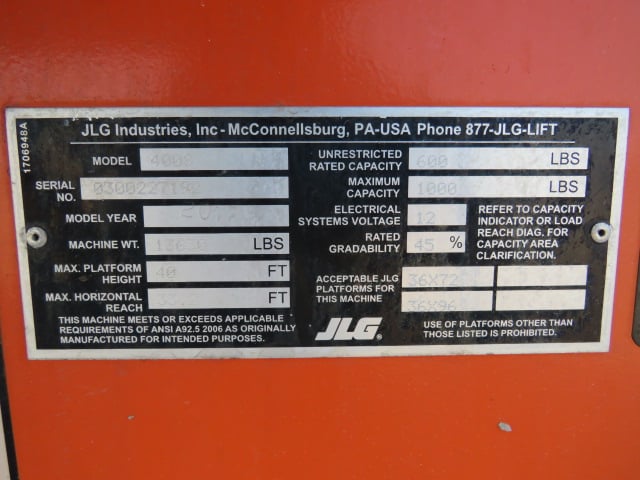 1706948A
JLG Industries, Inc - McConnellsburg, PA-USA Phone 877-JLG-LIFT
MODEL
SERIAL NO.
MODEL YEAR
MACHINE WT. LBS
MAX. PLATFORM HEIGHT 40 FT
MAX. HORIZONTAL REACH FT
THIS MACHINE MEETS OR EXCEEDS APPLICABLE
REQUIREMENTS OF ANSI A92.5 2006 AS ORIGINALLY
MANUFACTURED FOR INTENDED PURPOSES.
UNRESTRICTED RATED CAPACITY 600 LBS
MAXIMUM CAPACITY 1000 LBS
ELECTRICAL SYSTEMS VOLTAGE 12
RATED GRADABILITY 45 %
REFER TO CAPACITY
INDICATOR OR LOAD
REACH DIAG. FOR
CAPACITY AREA
CLARIFICATION.
ACCEPTABLE JLG
PLATFORMS FOR
THIS MACHINE
36X72
36X96
JLG®
USE OF PLATFORMS OTHER THAN
THOSE LISTED IS PROHIBITED.